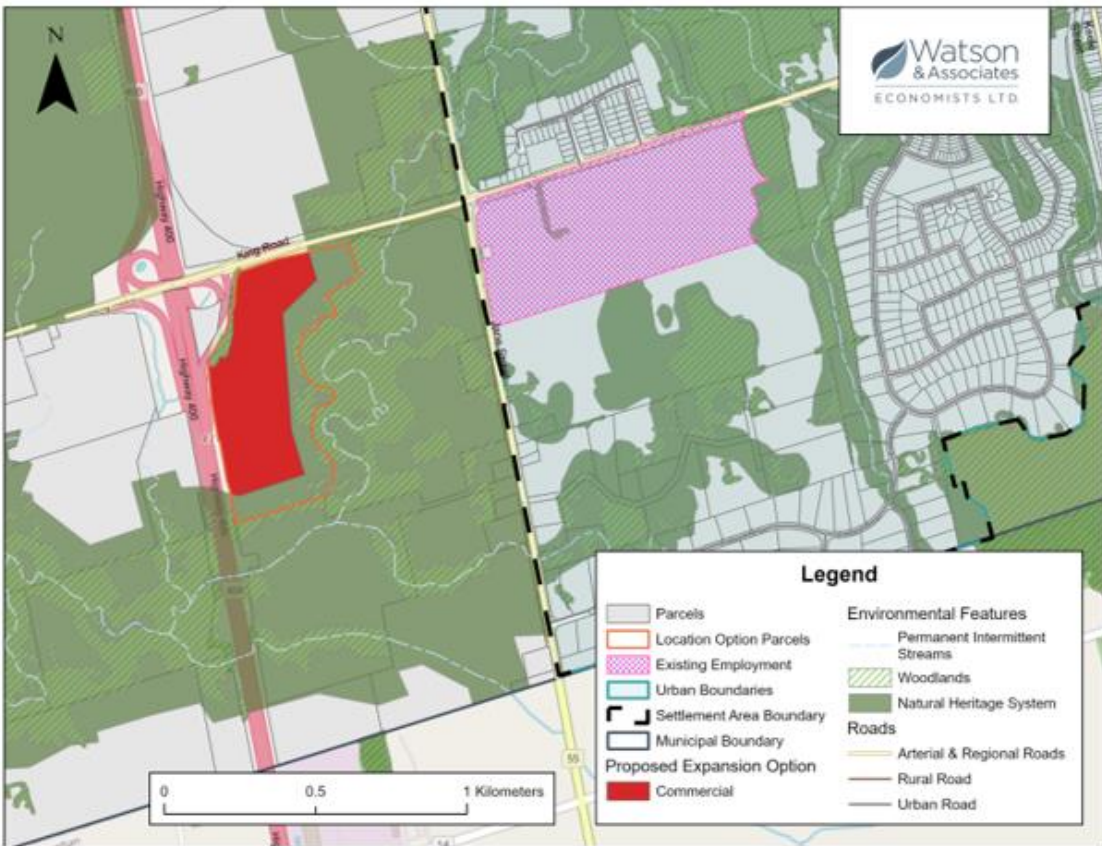 N
Watson
& Associates
ECONOMISTS LTD.
Highway 400
King Road
Highway 400
Legend
Parcels
Location Option Parcels
Existing Employment
Urban Boundaries
Settlement Area Boundary
Municipal Boundary
Proposed Expansion Option
Commercial
Environmental Features
Permanent Intermittent
Streams
Woodlands
Natural Heritage System
Roads
Arterial & Regional Roads
Rural Road
Urban Road
55
0 0.5 1 Kilometers